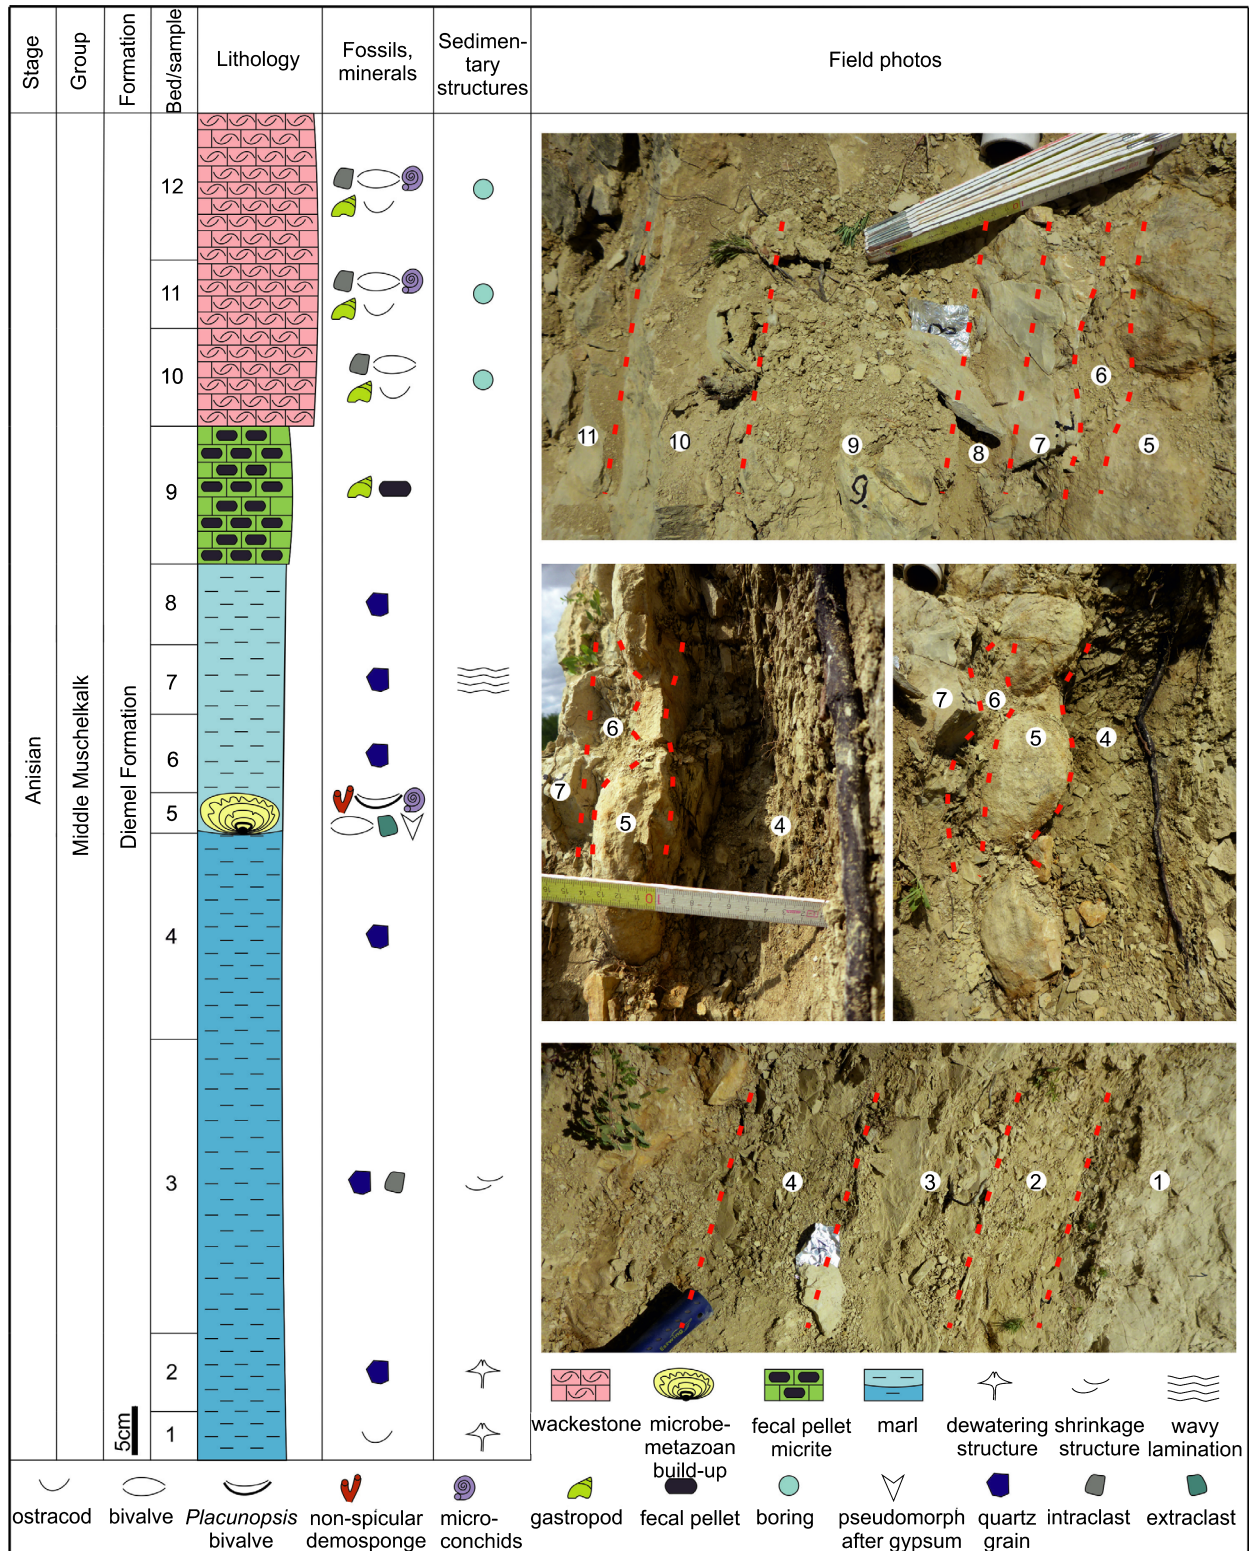 Stage
Group
Formation
Bed/sample
Lithology
Fossils,
minerals
Sedimen-
tary
structures
Field photos
Anisian
Middle Muschelkalk
Diemel Formation
12
11
10
9
8
7
6
5
4
3
2
1
5cm
11
10
9
8
7
6
5
9
7
6
5
4
7
6
5
4
4
3
2
1
wackestone
microbe-
metazoan
build-up
fecal pellet
micrite
marl
dewatering
structure
shrinkage
structure
wavy
lamination
ostracod
bivalve
Placunopsis
bivalve
non-spicular
demosponge
micro-
conchids
gastropod
fecal pellet
boring
pseudomorph
after gypsum
quartz
grain
intraclast
extraclast